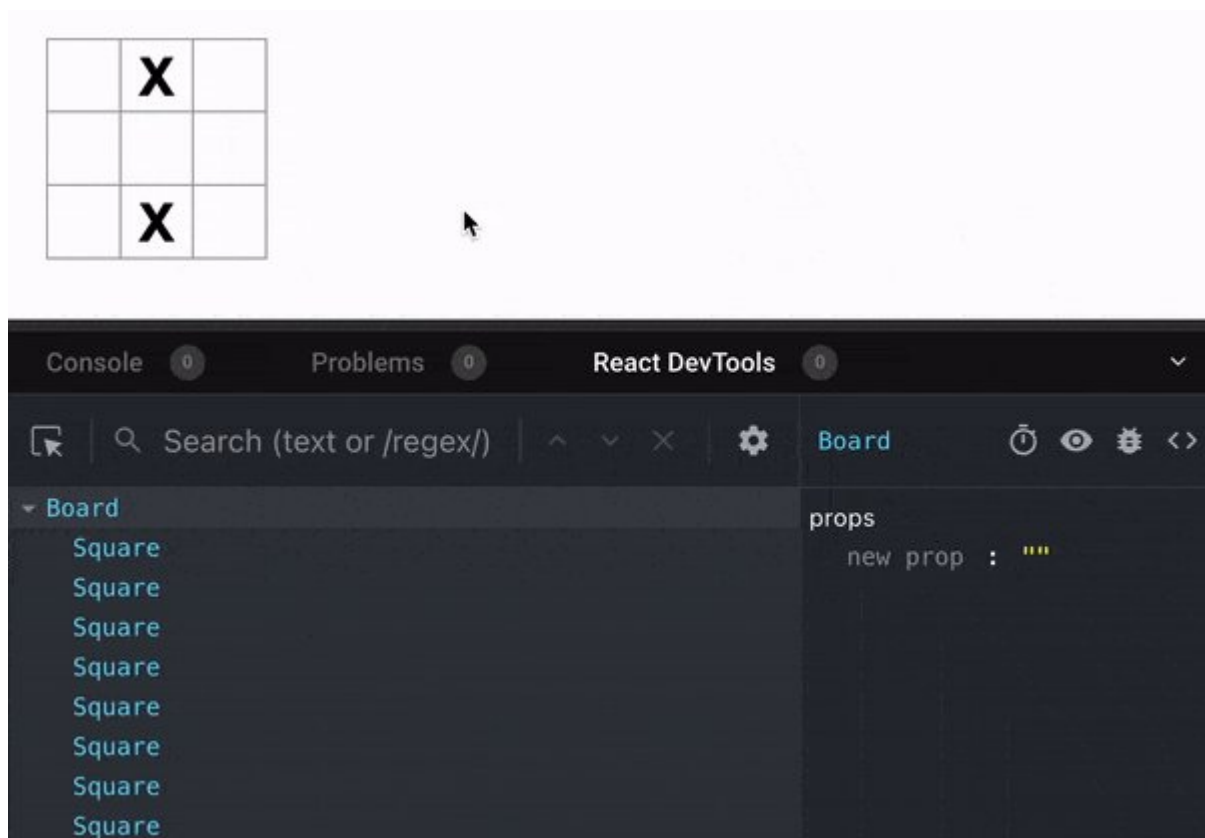 X
X
Console 0 Problems 0 React DevTools 0
Search (text or /regex/) Board <>
Board
props
Square
new prop : ""
Square
Square
Square
Square
Square
Square
Square